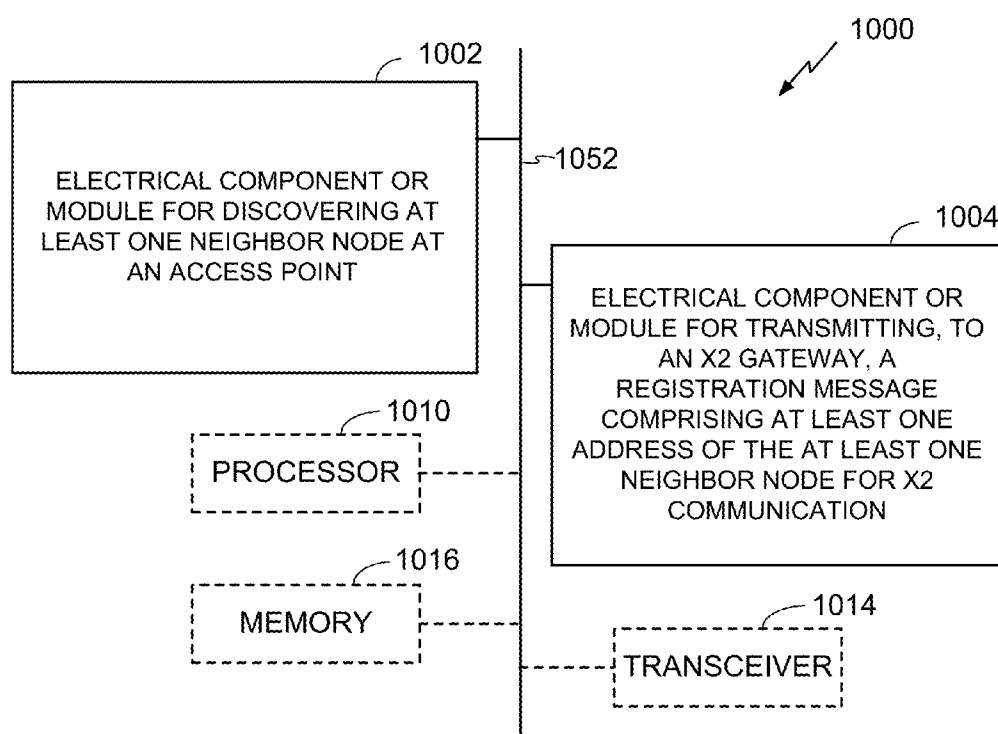 1000
1002
ELECTRICAL COMPONENT OR
MODULE FOR DISCOVERING AT
LEAST ONE NEIGHBOR NODE AT
AN ACCESS POINT
1052
1004
ELECTRICAL COMPONENT OR
MODULE FOR TRANSMITTING, TO
AN X2 GATEWAY, A
REGISTRATION MESSAGE
COMPRISING AT LEAST ONE
ADDRESS OF THE AT LEAST ONE
NEIGHBOR NODE FOR X2
COMMUNICATION
1010
PROCESSOR
1016
MEMORY
1014
TRANSCEIVER